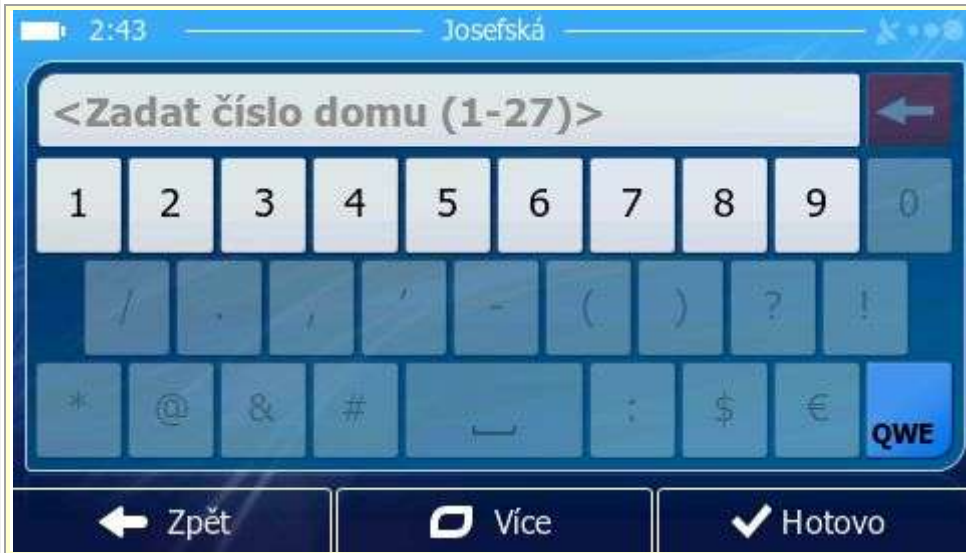 2:43 Josefská
<Zadat číslo domu (1-27)>
1 2 3 4 5 6 7 8 9 0
/ . , ' - ( ) ? !
* @ & # : $ € QWE
Zpět Více Hotovo